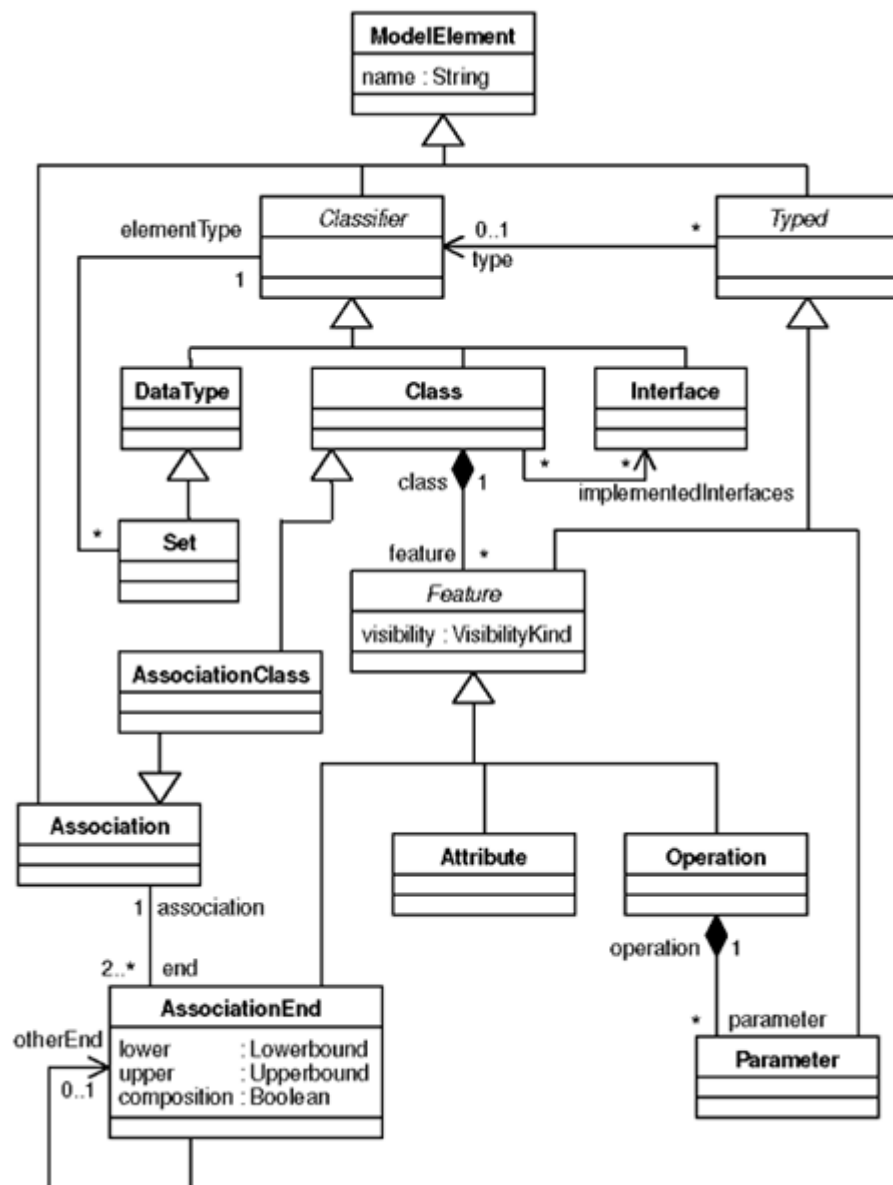 ModelElement
name : String
elementType
Classifier
0..1
*
Typed
1
type
DataType
Class
Interface
class
1
*
*
implementedInterfaces
*
Set
feature
*
Feature
visibility : VisibilityKind
AssociationClass
Association
Attribute
Operation
1
association
operation
1
2..*
end
AssociationEnd
*
parameter
otherEnd
lower : Lowerbound
Parameter
upper : Upperbound
0..1
composition : Boolean